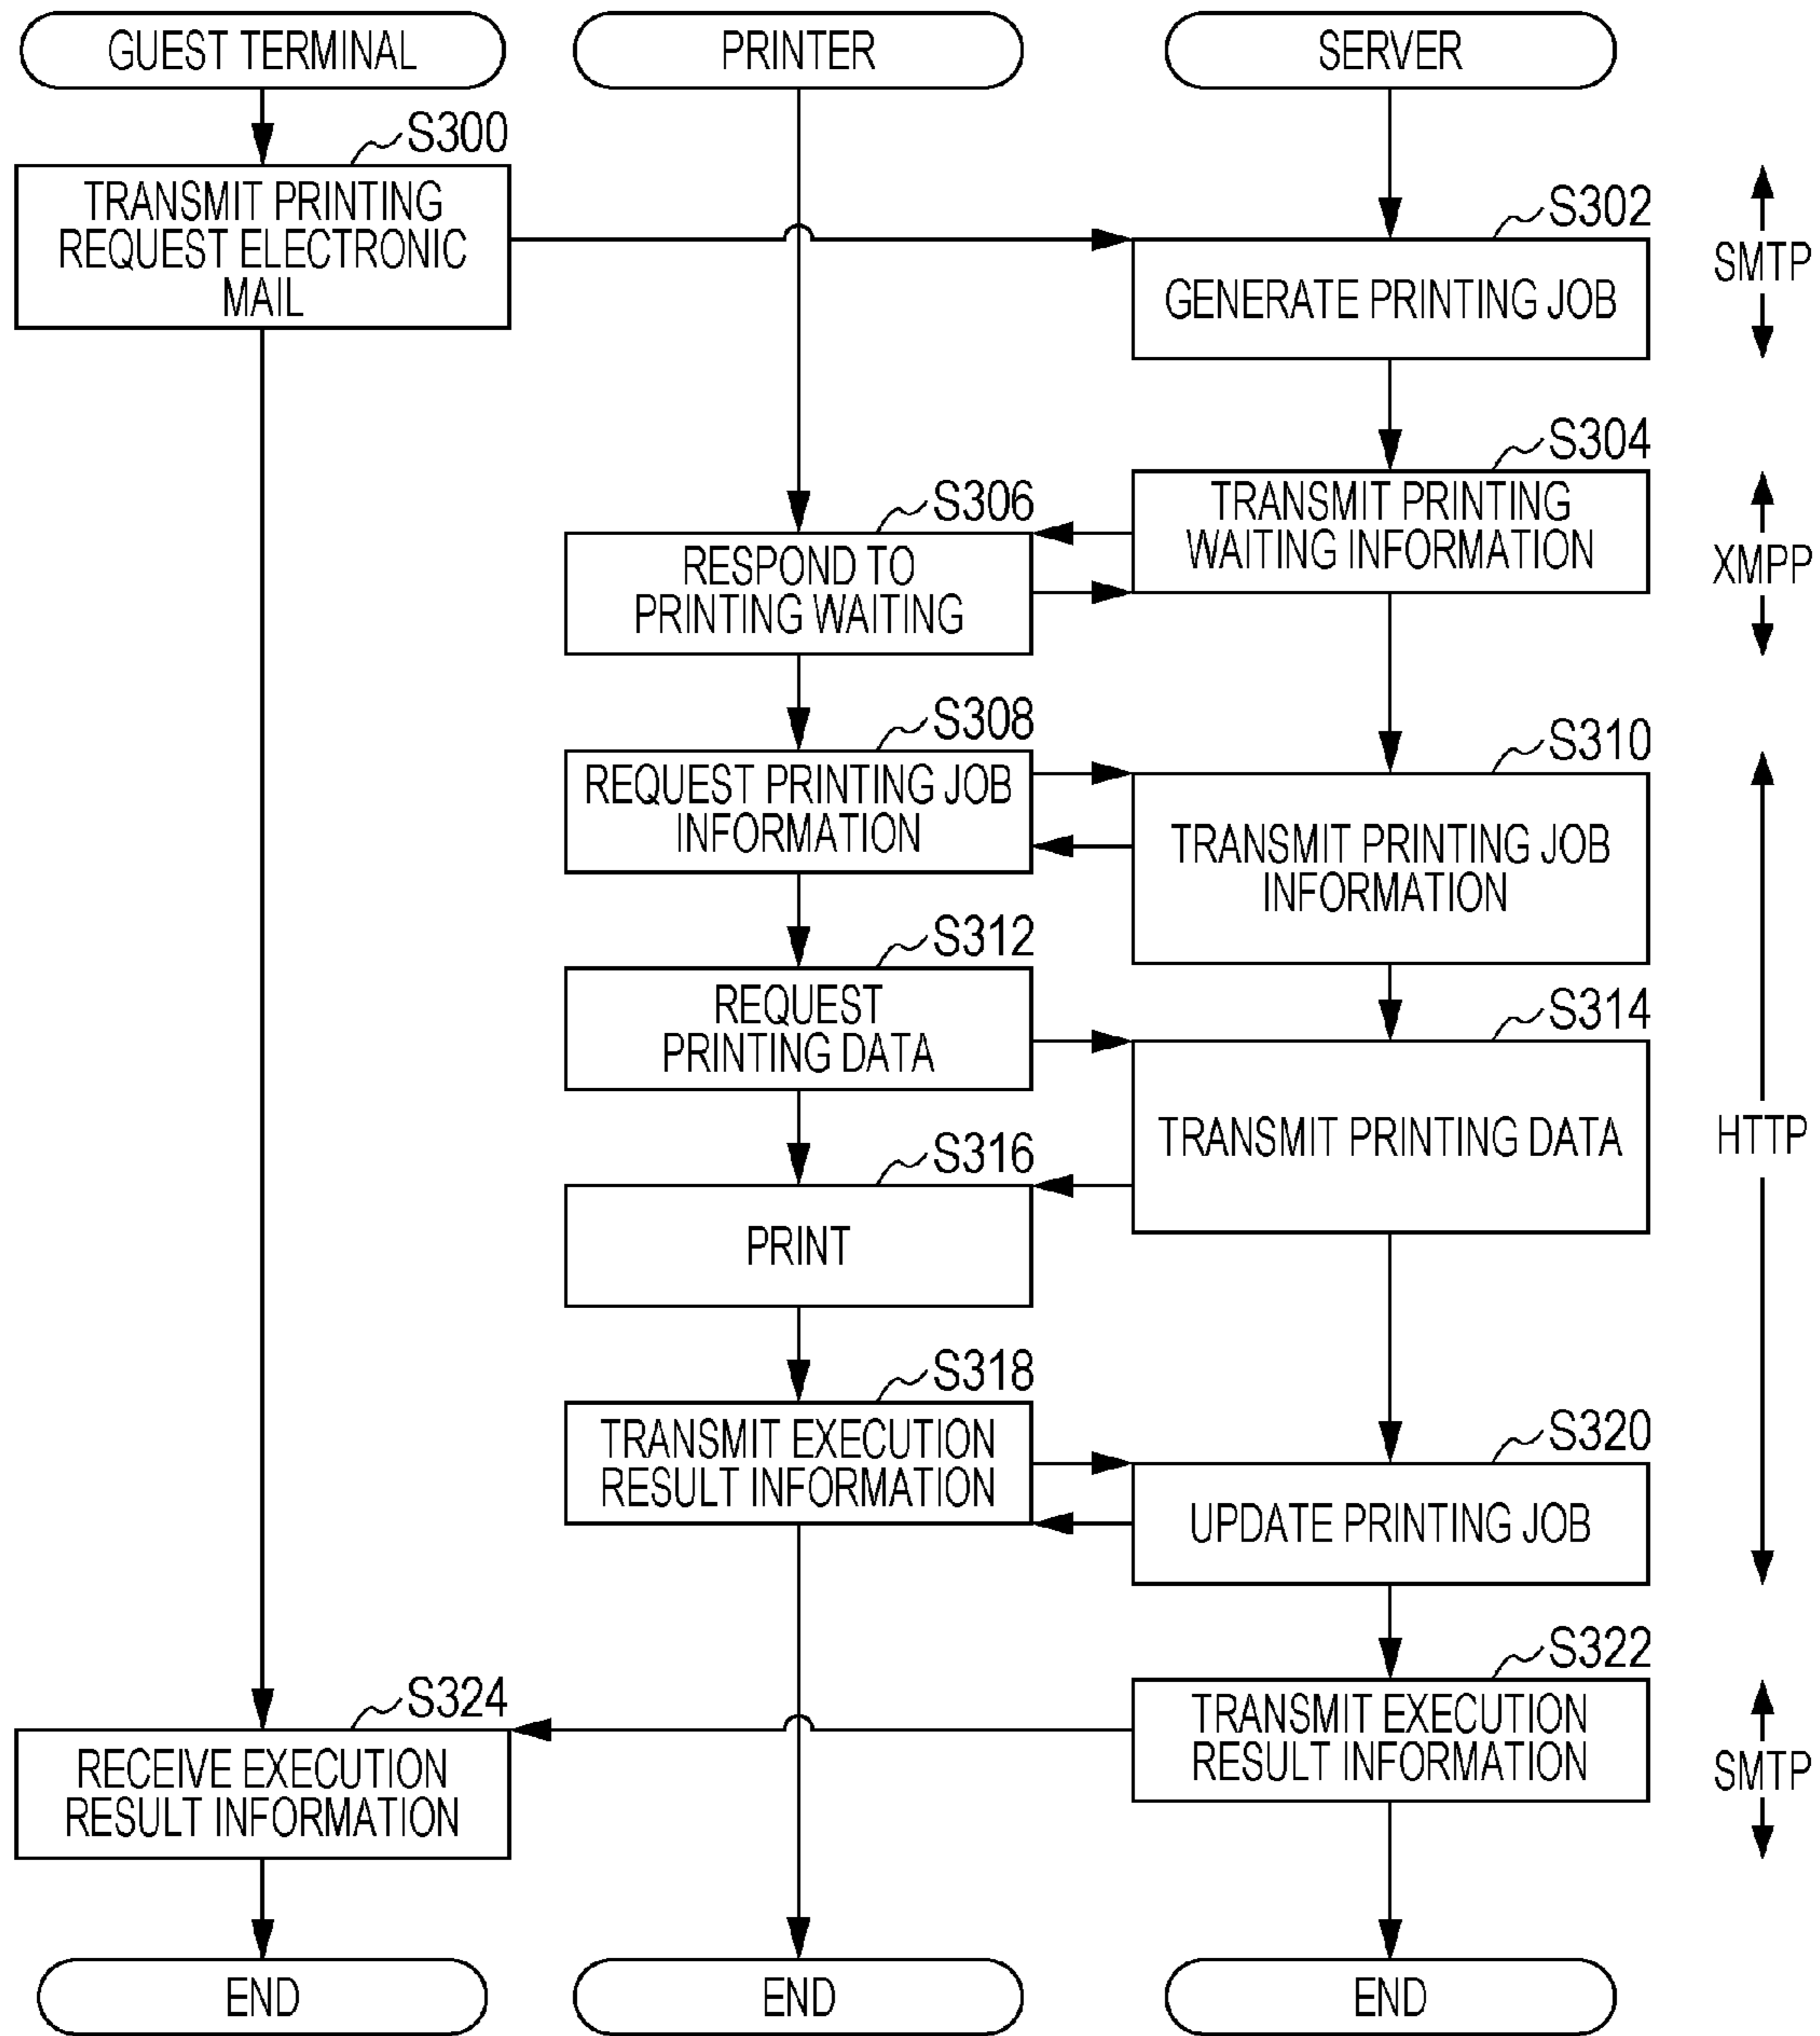 GUEST TERMINAL
PRINTER
SERVER
S300
TRANSMIT PRINTING
REQUEST ELECTRONIC
MAIL
S302
GENERATE PRINTING JOB
SMTP
S304
TRANSMIT PRINTING
WAITING INFORMATION
S306
RESPOND TO
PRINTING WAITING
XMPP
S308
REQUEST PRINTING JOB
INFORMATION
S310
TRANSMIT PRINTING JOB
INFORMATION
S312
REQUEST
PRINTING DATA
S314
TRANSMIT PRINTING DATA
HTTP
S316
PRINT
S318
TRANSMIT EXECUTION
RESULT INFORMATION
S320
UPDATE PRINTING JOB
S322
TRANSMIT EXECUTION
RESULT INFORMATION
SMTP
S324
RECEIVE EXECUTION
RESULT INFORMATION
END
END
END